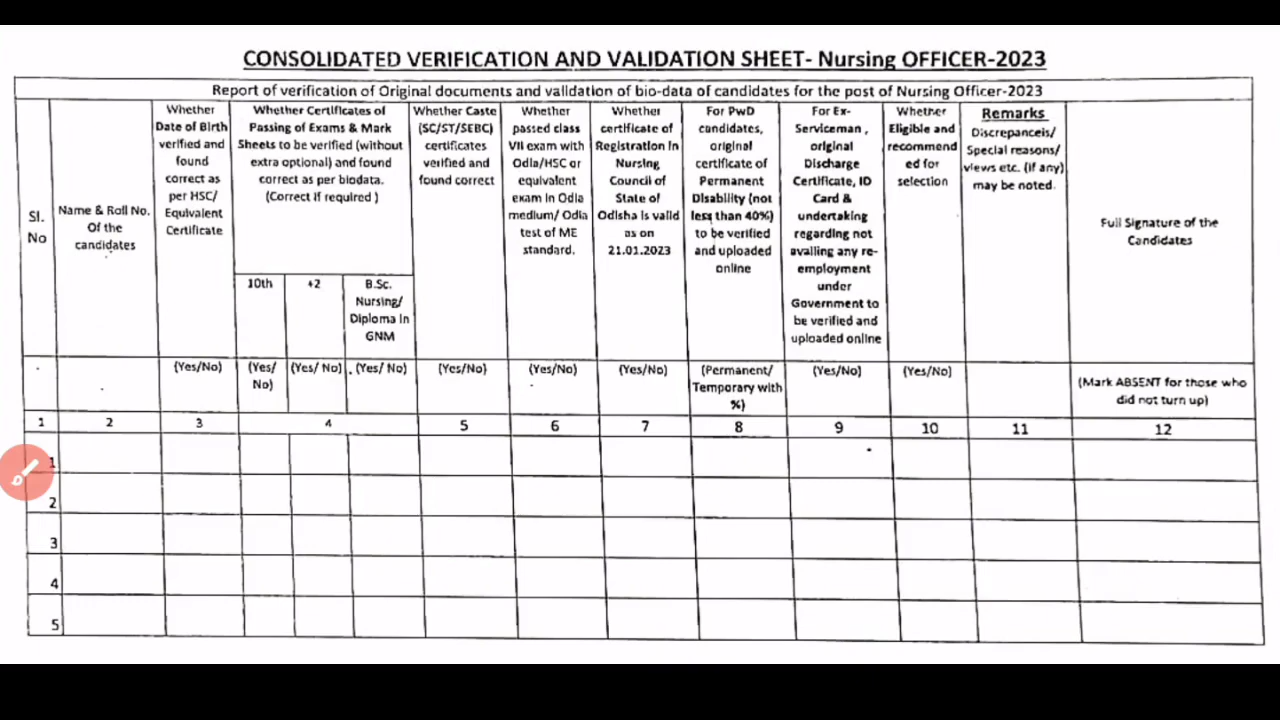 CONSOLIDATED VERIFICATION AND VALIDATION SHEET- Nursing OFFICER-2023
Report of verification of Original documents and validation of bio-data of candidates for the post of Nursing Officer-2023
Sl.
No
Name & Roll No.
Of the
candidates
Whether
Date of Birth
verified and
found
correct as
per HSC/
Equivalent
Certificate
Whether Certificates of
Passing of Exams & Mark
Sheets to be verified (without
extra optional) and found
correct as per biodata.
(Correct if required )
10th
+2
B.Sc.
Nursing/
Diploma in
GNM
Whether Caste
(SC/ST/SEBC)
certificates
verified and
found correct
Whether
passed class
VII exam with
Odia/HSC or
equivalent
exam in Odia
medium/ Odia
test of ME
standard.
Whether
certificate of
Registration in
Nursing
Council of
State of
Odisha is valid
as on
21.01.2023
For PwD
candidates,
original
certificate of
Permanent
Disability (not
less than 40%)
to be verified
and uploaded
online
For Ex-
Serviceman ,
original
Discharge
Certificate, ID
Card &
undertaking
regarding not
availing any re-
employment
under
Government to
be verified and
uploaded online
Whether
Eligible and
recommend
ed for
selection
Remarks
Discrepanceis/
Special reasons/
views etc. (if any)
may be noted.
Full Signature of the
Candidates
(Yes/No)
(Yes/
No)
(Yes/ No)
(Yes/ No)
(Yes/No)
(Yes/No)
(Yes/No)
(Permanent/
Temporary with
%)
(Yes/No)
(Yes/No)
(Mark ABSENT for those who
did not turn up)
1 2 3 4 5 6 7 8 9 10 11 12
1
2
3
4
5